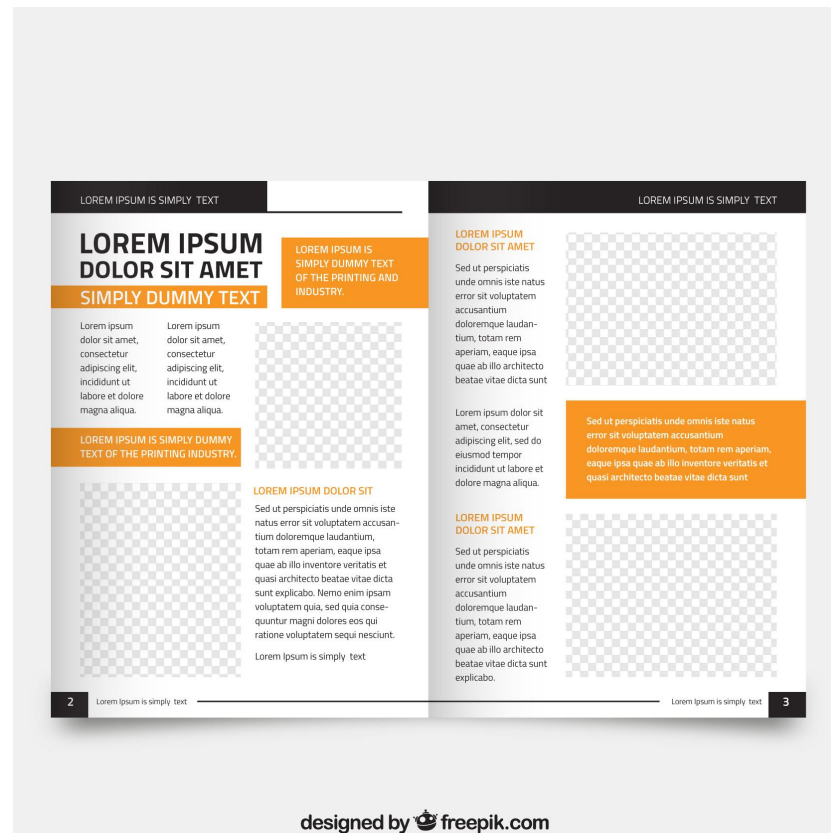 LOREM IPSUM IS SIMPLY TEXT
LOREM IPSUM
DOLOR SIT AMET
SIMPLY DUMMY TEXT
LOREM IPSUM IS
SIMPLY DUMMY TEXT
OF THE PRINTING AND
INDUSTRY.
Lorem ipsum
dolor sit amet,
consectetur
adipiscing elit,
incididunt ut
labore et dolore
magna aliqua.
Lorem ipsum
dolor sit amet,
consectetur
adipiscing elit,
incididunt ut
labore et dolore
magna aliqua.
LOREM IPSUM IS SIMPLY DUMMY
TEXT OF THE PRINTING INDUSTRY.
LOREM IPSUM DOLOR SIT
Sed ut perspiciatis unde omnis iste
natus error sit voluptatem accusan-
tium doloremque laudantium,
totam rem aperiam, eaque ipsa
quae ab illo inventore veritatis et
quasi architecto beatae vitae dicta
sunt explicabo. Nemo enim ipsam
voluptatem quia, sed quia conse-
quuntur magni dolores eos qui
ratione voluptatem sequi nesciunt.
Lorem Ipsum is simply text
2
Lorem Ipsum is simply text
LOREM IPSUM IS SIMPLY TEXT
LOREM IPSUM
DOLOR SIT AMET
Sed ut perspiciatis
unde omnis iste natus
error sit voluptatem
accusantium
doloremque laudan-
tium, totam rem
aperiam, eaque ipsa
quae ab illo architecto
beatae vitae dicta sunt
Lorem ipsum dolor sit
amet, consectetur
adipiscing elit, sed do
eiusmod tempor
incididunt ut labore et
dolore magna aliqua.
LOREM IPSUM
DOLOR SIT AMET
Sed ut perspiciatis
unde omnis iste natus
error sit voluptatem
accusantium
doloremque laudan-
tium, totam rem
aperiam, eaque ipsa
quae ab illo architecto
beatae vitae dicta sunt
explicabo.
Sed ut perspiciatis unde omnis iste natus
error sit voluptatem accusantium
doloremque laudantium, totam rem aperiam,
eaque ipsa quae ab illo inventore veritatis et
quasi architecto beatae vitae dicta sunt
Lorem Ipsum is simply text
3
designed by freepik.com